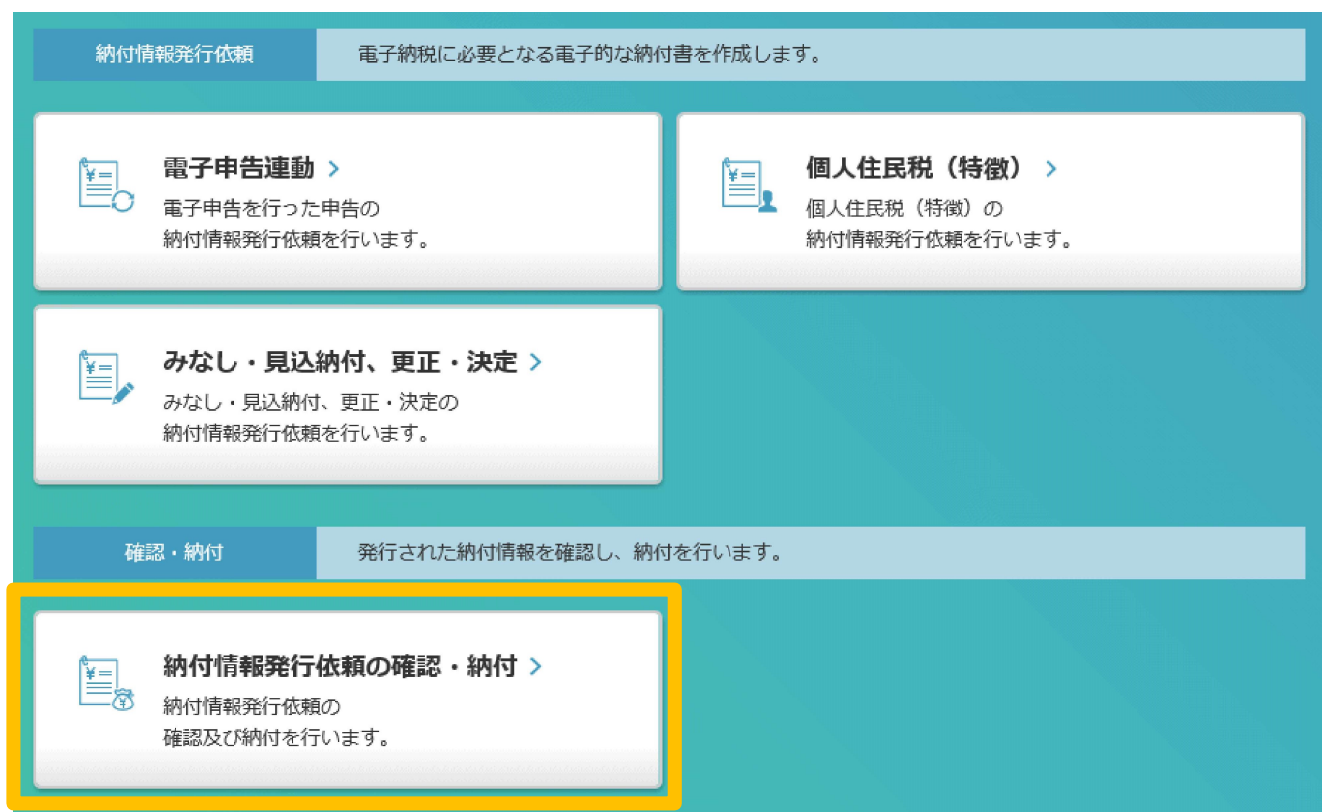 納付情報発行依頼
電子納税に必要となる電子的な納付書を作成します。
電子申告連動 >
電子申告を行った申告の
納付情報発行依頼を行います。
個人住民税（特徴） >
個人住民税（特徴）の
納付情報発行依頼を行います。
みなし・見込納付、更正・決定 >
みなし・見込納付、更正・決定の
納付情報発行依頼を行います。
確認・納付
発行された納付情報を確認し、納付を行います。
納付情報発行依頼の確認・納付 >
納付情報発行依頼の
確認及び納付を行います。